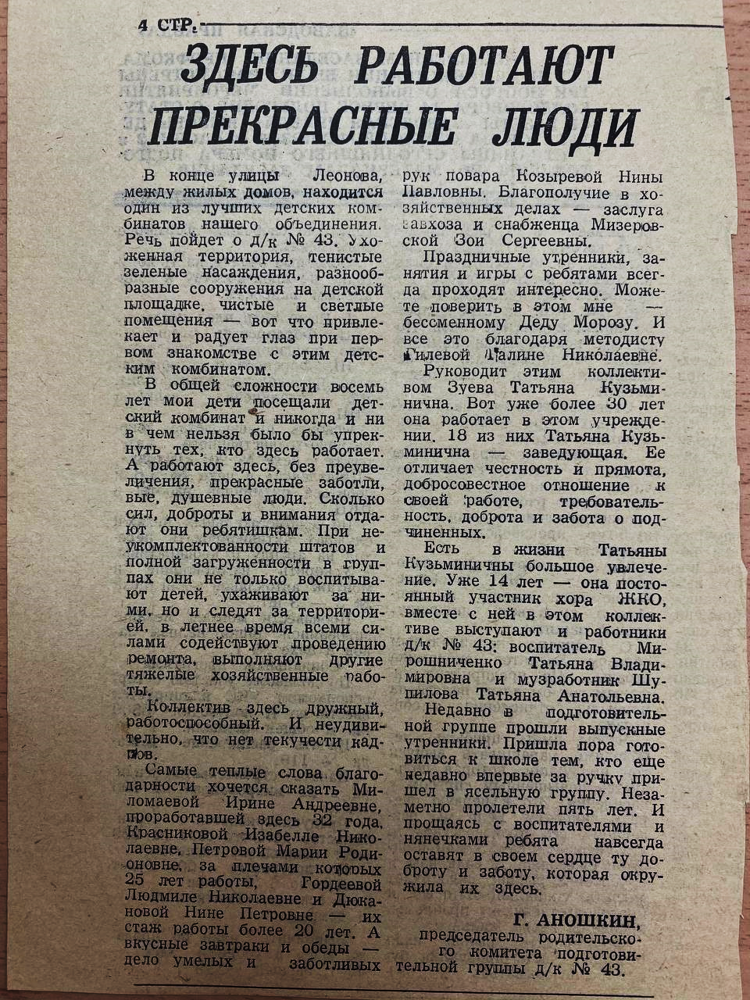 4 СТР.
ЗДЕСЬ РАБОТАЮТ
ПРЕКРАСНЫЕ ЛЮДИ
В конце улицы Леонова,
между жилых домов, находится
один из лучших детских ком-
бинатов нашего объединения.
Речь пойдет о д/к № 43. Ухо-
женная территория, тенистые
зеленые насаждения, разнооб-
разные сооружения на детской
площадке, чистые и светлые
помещения — вот что привле-
кает и радует глаз при пер-
вом знакомстве с этим детс-
ким комбинатом.
В общей сложности восемь
лет мои дети посещали дет-
ский комбинат и никогда и ни
в чем нельзя было бы упрек-
нуть тех, кто здесь работает.
А работают здесь, без преуве-
личения, прекрасные заботли,
вые, душевные люди. Сколько
сил, доброты и внимания отда-
ют они ребятишкам. При не-
укомплектованности штатов и
полной загруженности в груп-
пах они не только воспитыва-
ют детей, ухаживают за ни-
ми, но и следят за территори-
ей, в летнее время всеми си-
лами содействуют проведению
ремонта, выполняют другие
тяжелые хозяйственные рабо-
ты.
Коллектив здесь дружный,
работоспособный. И неудиви-
тельно, что нет текучести кад-
ров.
Самые теплые слова благо-
дарности хочется сказать Ми-
ломаевой Ирине Андреевне,
проработавшей здесь 32 года,
Красниковой Изабелле Нико-
лаевне, Петровой Марии Роди-
оновне, за плечами которых
25 лет работы, Гордеевой
Людмиле Николаевне и Дюка-
новой Нине Петровне — их
стаж работы более 20 лет. А
вкусные завтраки и обеды —
дело умелых и заботливых
рук повара Козыревой Нины
Павловны. Благополучие в хо-
зяйственных делах — заслуга
завхоза и снабженца Мизеров-
ской Зои Сергеевны.
Праздничные утренники, за-
нятия и игры с ребятами всег-
да проходят интересно. Може-
те поверить в этом мне —
бессменному Деду Морозу. И
все это благодаря методисту
Гилевой Галине Николаевне.
Руководит этим коллекти-
вом Зуева Татьяна Кузьми-
нична. Вот уже более 30 лет
она работает в этом учрежде-
нии. 18 из них Татьяна Кузь-
минична — заведующая. Ее
отличает честность и прямота,
добросовестное отношение к
своей работе, требователь-
ность, доброта и забота о под-
чиненных.
Есть в жизни Татьяны
Кузьминичны большое увлече-
ние. Уже 14 лет — она посто-
янный участник хора ЖКО,
вместе с ней в этом коллек-
тиве выступают и работники
д/к № 43: воспитатель Ми-
рошниченко Татьяна Влади-
мировна и музработник Шу-
пилова Татьяна Анатольевна.
Недавно в подготовитель-
ной группе прошли выпускные
утренники. Пришла пора гото-
виться к школе тем, кто еще
недавно впервые за ручку при-
шел в ясельную группу. Неза-
метно пролетели пять лет. И
прощаясь с воспитателями и
нянечками ребята навсегда
оставят в своем сердце ту до-
броту и заботу, которая окру-
жила их здесь.
Г. АНОШКИН,
председатель родительско-
го комитета подготови-
тельной группы д/к № 43.